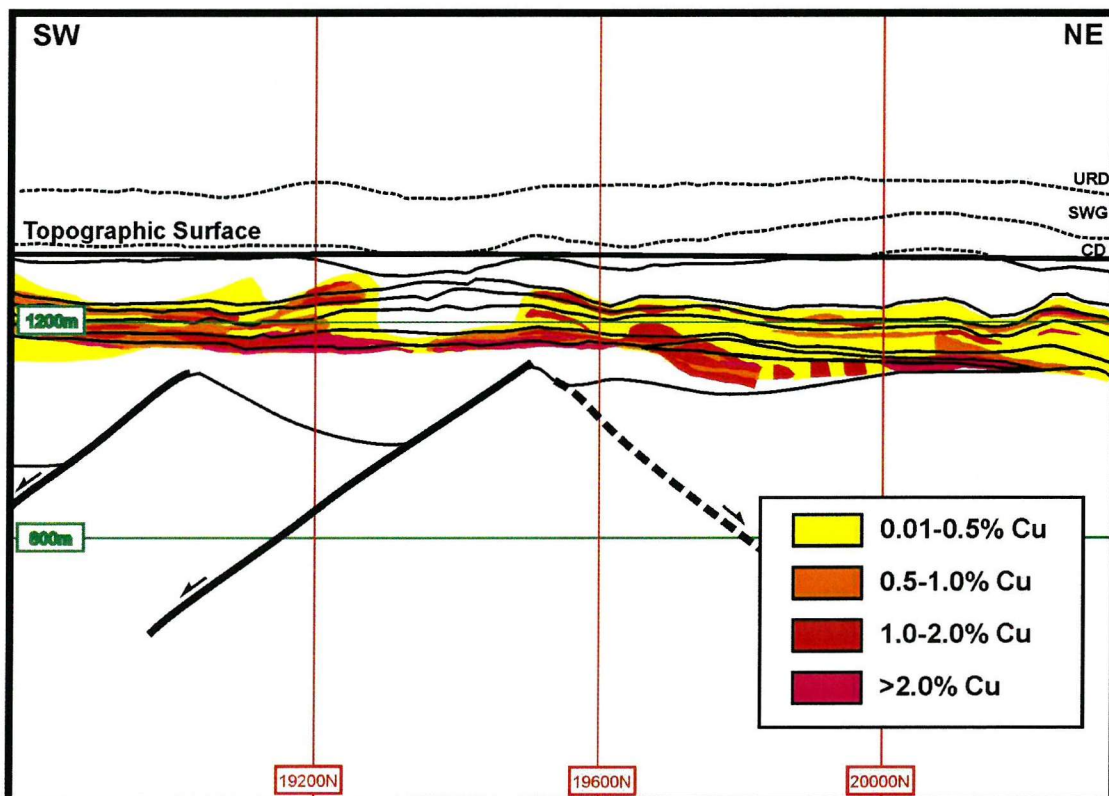 SW
NE
URD
SWG
Topographic Surface
CD
1200m
800m
0.01-0.5% Cu
0.5-1.0% Cu
1.0-2.0% Cu
>2.0% Cu
19200N
19600N
20000N